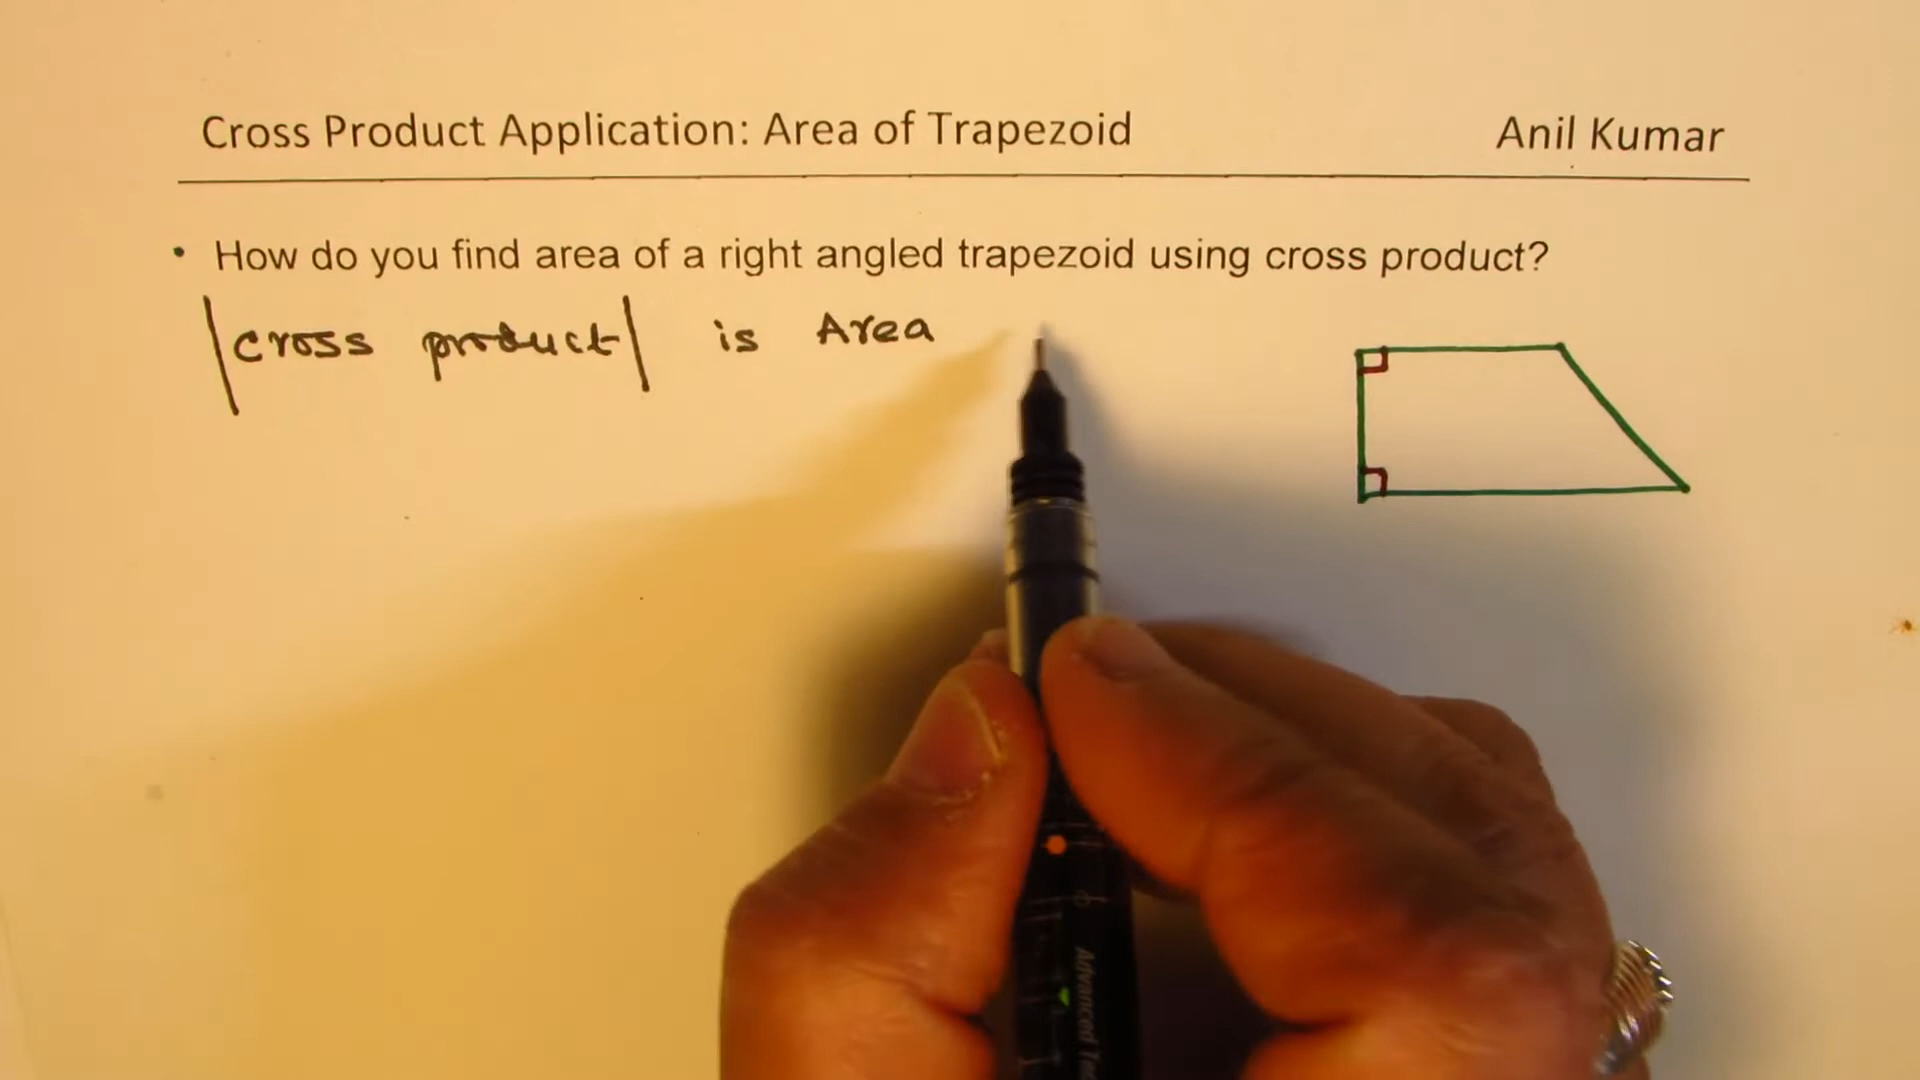 Cross Product Application: Area of Trapezoid Anil Kumar
• How do you find area of a right angled trapezoid using cross product?
|cross product| is Area
Advanced